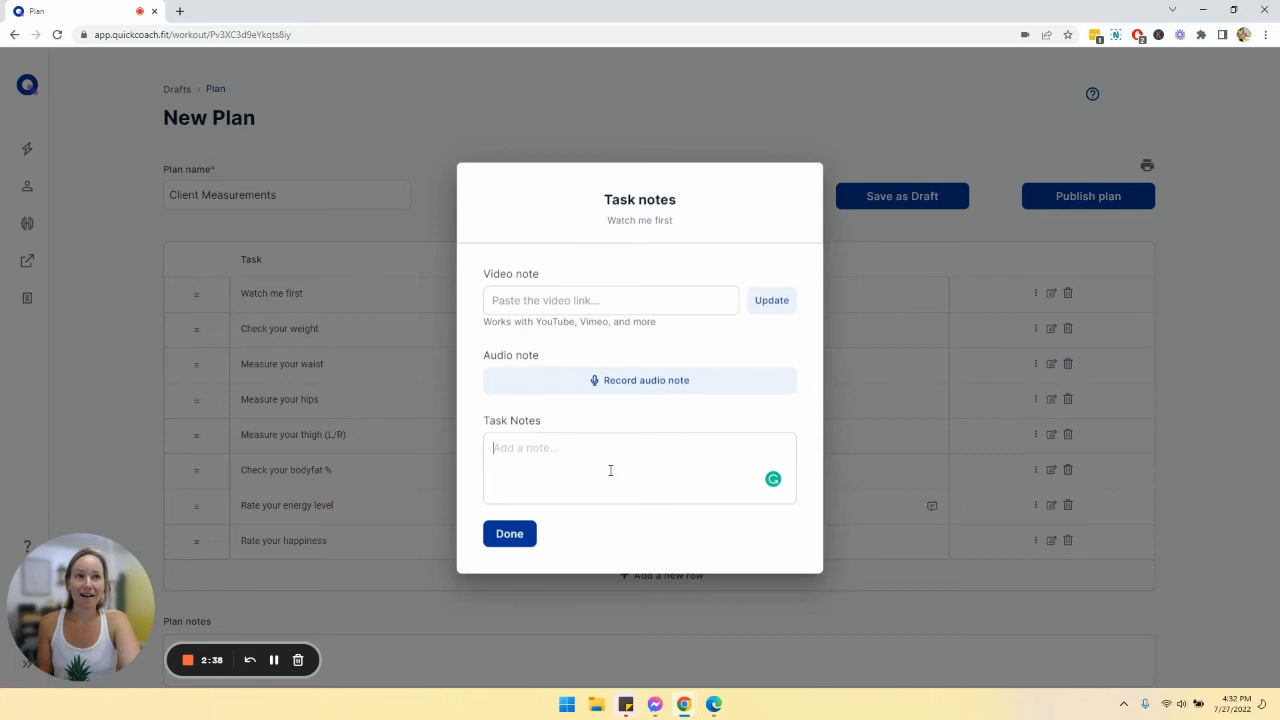 Plan
app.quickcoach.fit/workout/Pv3XC3d9eYkqts8iy
1
2
Drafts › Plan
New Plan
Plan name*
Client Measurements
Save as Draft
Publish plan
Task
Watch me first
Check your weight
Measure your waist
Measure your hips
Measure your thigh (L/R)
Check your bodyfat %
Rate your energy level
Rate your happiness
+ Add a new row
Plan notes
Task notes
Watch me first
Video note
Paste the video link...
Update
Works with YouTube, Vimeo, and more
Audio note
Record audio note
Task Notes
Add a note...
Done
2:38
4:32 PM
7/27/2022